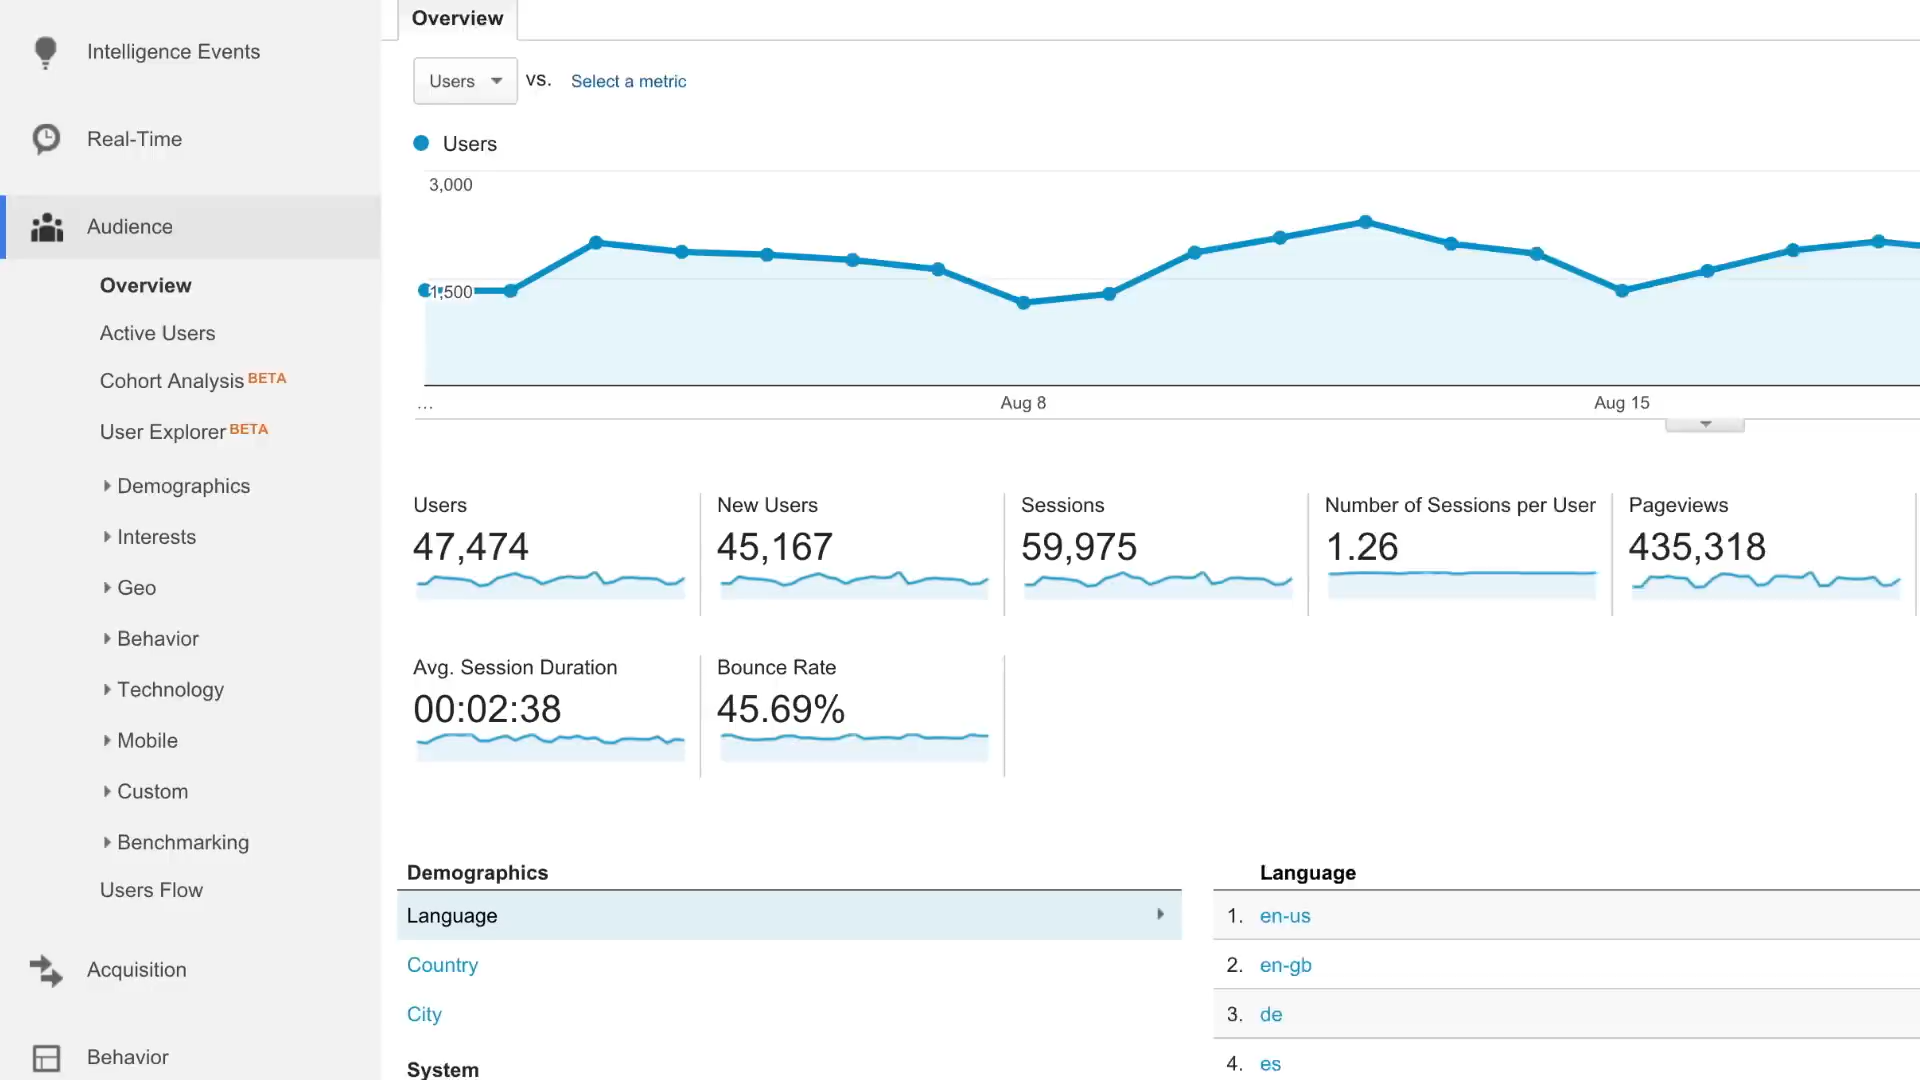 Intelligence Events
Real-Time
Audience
Overview
Active Users
Cohort Analysis BETA
User Explorer BETA
Demographics
Interests
Geo
Behavior
Technology
Mobile
Custom
Benchmarking
Users Flow
Acquisition
Behavior
Overview
Users vs. Select a metric
Users
3,000
1,500
... Aug 8 Aug 15
Users New Users Sessions Number of Sessions per User Pageviews
47,474 45,167 59,975 1.26 435,318
Avg. Session Duration Bounce Rate
00:02:38 45.69%
Demographics
Language
Country
City
System
Language
1. en-us
2. en-gb
3. de
4. es